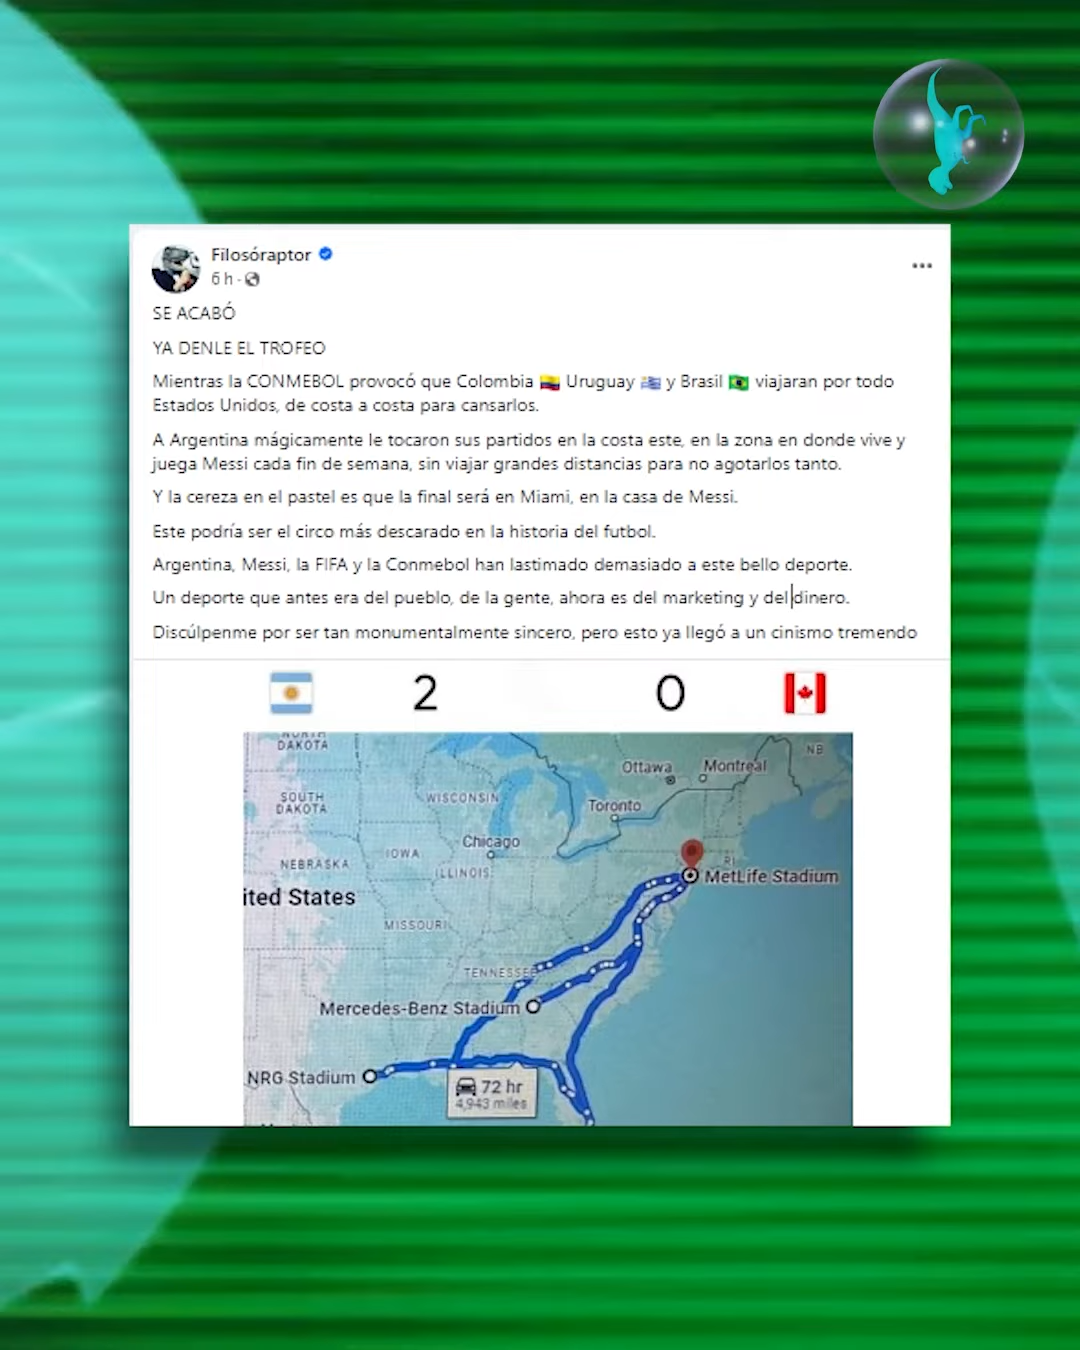 Filosóraptor
6 h ·
SE ACABÓ
YA DENLE EL TROFEO
Mientras la CONMEBOL provocó que Colombia 🇨🇴 Uruguay 🇺🇾 y Brasil 🇧🇷 viajaran por todo
Estados Unidos, de costa a costa para cansarlos.
A Argentina mágicamente le tocaron sus partidos en la costa este, en la zona en donde vive y
juega Messi cada fin de semana, sin viajar grandes distancias para no agotarlos tanto.
Y la cereza en el pastel es que la final será en Miami, en la casa de Messi.
Este podría ser el circo más descarado en la historia del futbol.
Argentina, Messi, la FIFA y la Conmebol han lastimado demasiado a este bello deporte.
Un deporte que antes era del pueblo, de la gente, ahora es del marketing y del dinero.
Discúlpenme por ser tan monumentalmente sincero, pero esto ya llegó a un cinismo tremendo
2 0
DAKOTA
NB
Ottawa
Montreal
SOUTH
DAKOTA
WISCONSIN
Toronto
Chicago
IOWA
NEBRASKA
RI
ILLINOIS
MetLife Stadium
ited States
MISSOURI
TENNESSEE
Mercedes-Benz Stadium
NRG Stadium
72 hr
4,943 miles